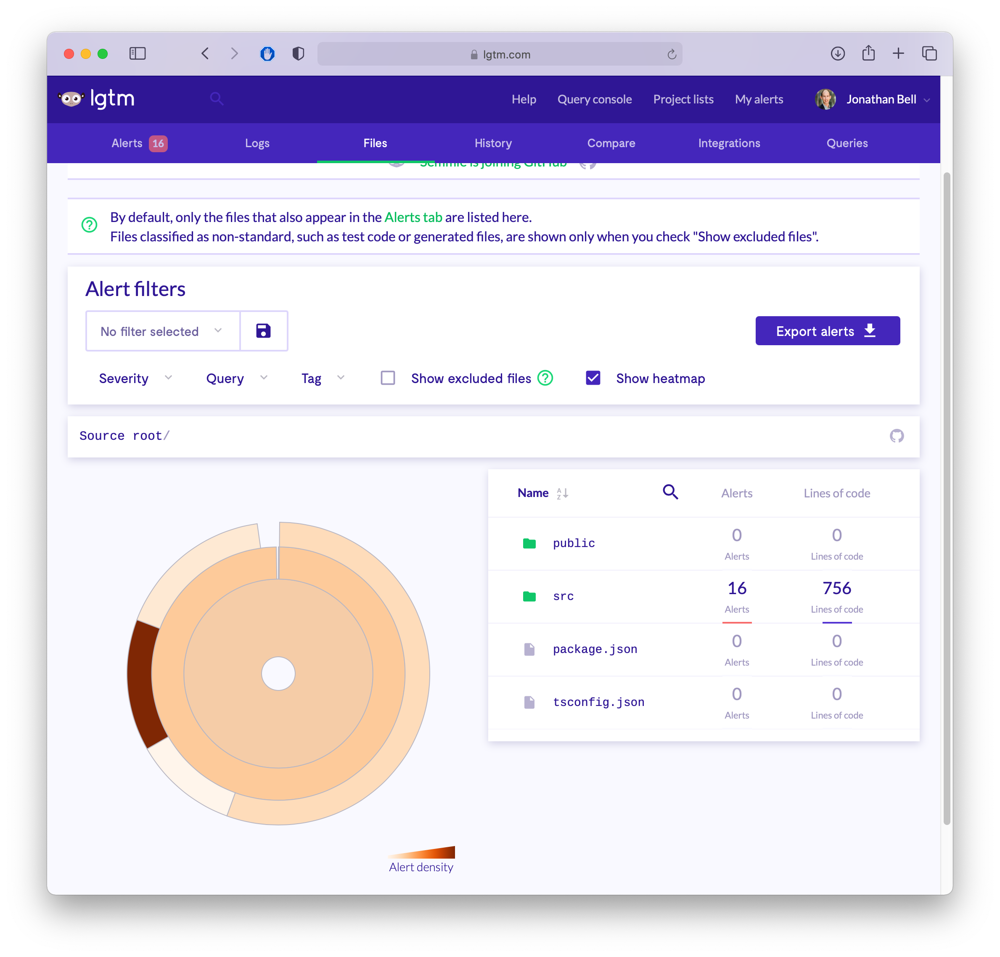 lgtm.com
lgtm
Help Query console Project lists My alerts Jonathan Bell
Alerts 16 Logs Files History Compare Integrations Queries
Semmle is joining GitHub
By default, only the files that also appear in the Alerts tab are listed here.
Files classified as non-standard, such as test code or generated files, are shown only when you check "Show excluded files".
Alert filters
No filter selected
Export alerts
Severity Query Tag Show excluded files ? Show heatmap
Source root/
Name AZ Alerts Lines of code
public 0 Alerts 0 Lines of code
src 16 Alerts 756 Lines of code
package.json 0 Alerts 0 Lines of code
tsconfig.json 0 Alerts 0 Lines of code
Alert density